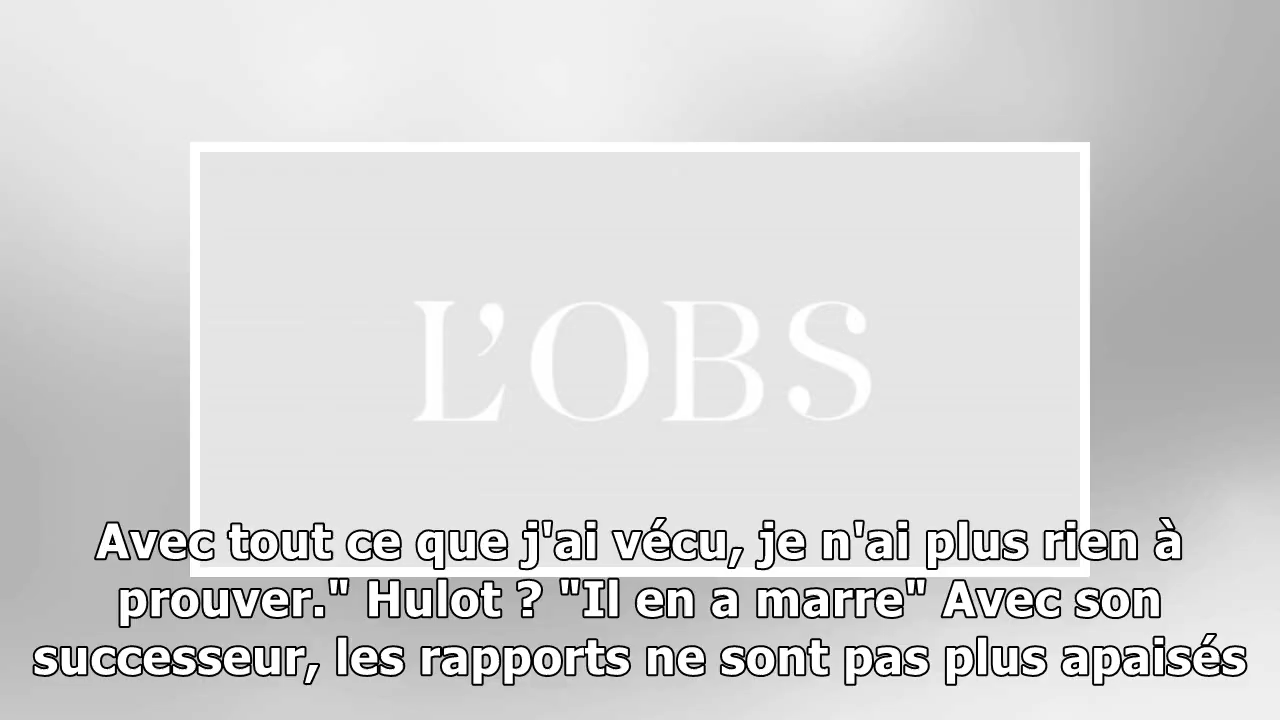 L'OBS
Avec tout ce que j'ai vécu, je n'ai plus rien à
prouver." Hulot ? "Il en a marre" Avec son
successeur, les rapports ne sont pas plus apaisés